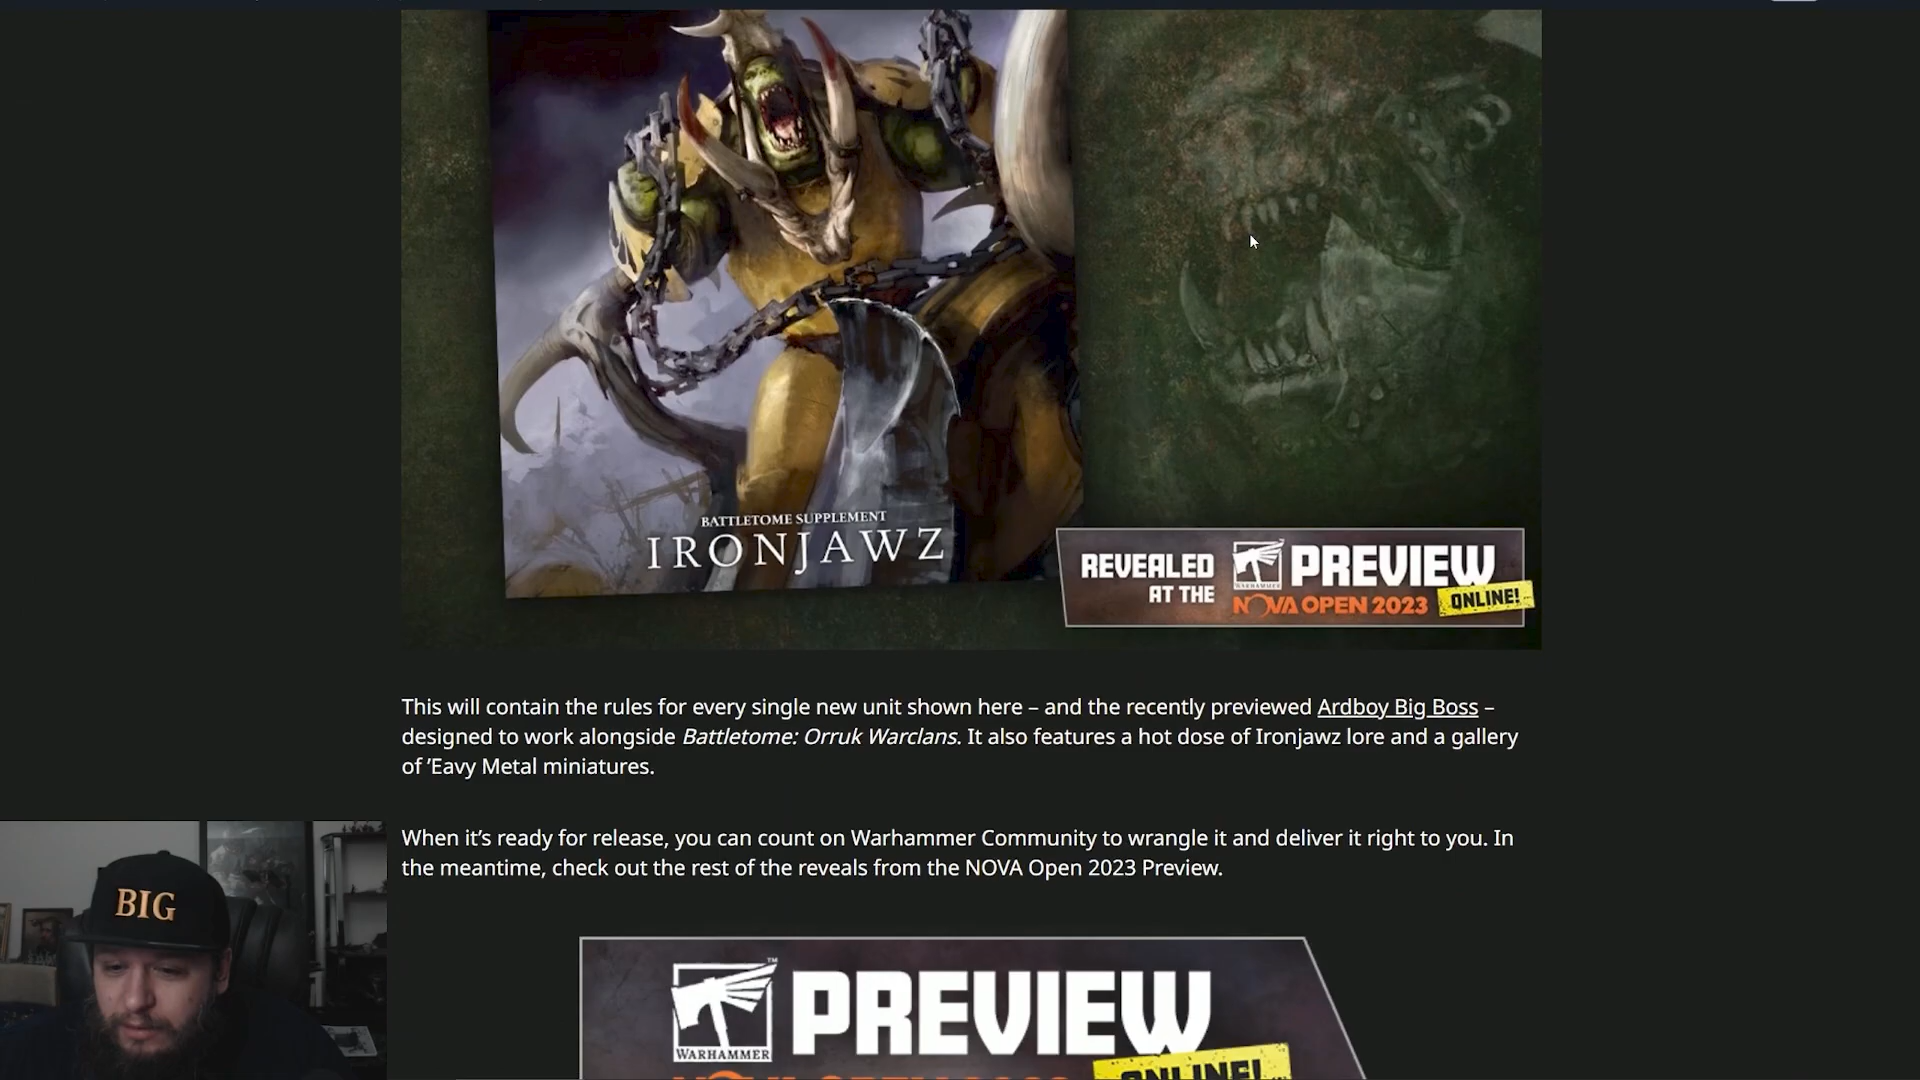 BATTLETOME SUPPLEMENT
IRONJAWZ
REVEALED
AT THE
WARHAMMER
PREVIEW
NOVA OPEN 2023
ONLINE!
This will contain the rules for every single new unit shown here – and the recently previewed Ardboy Big Boss –
designed to work alongside Battletome: Orruk Warclans. It also features a hot dose of Ironjawz lore and a gallery
of ’Eavy Metal miniatures.
When it’s ready for release, you can count on Warhammer Community to wrangle it and deliver it right to you. In
the meantime, check out the rest of the reveals from the NOVA Open 2023 Preview.
BIG
WARHAMMER
™
PREVIEW
NOVA OPEN 2023
ONLINE!